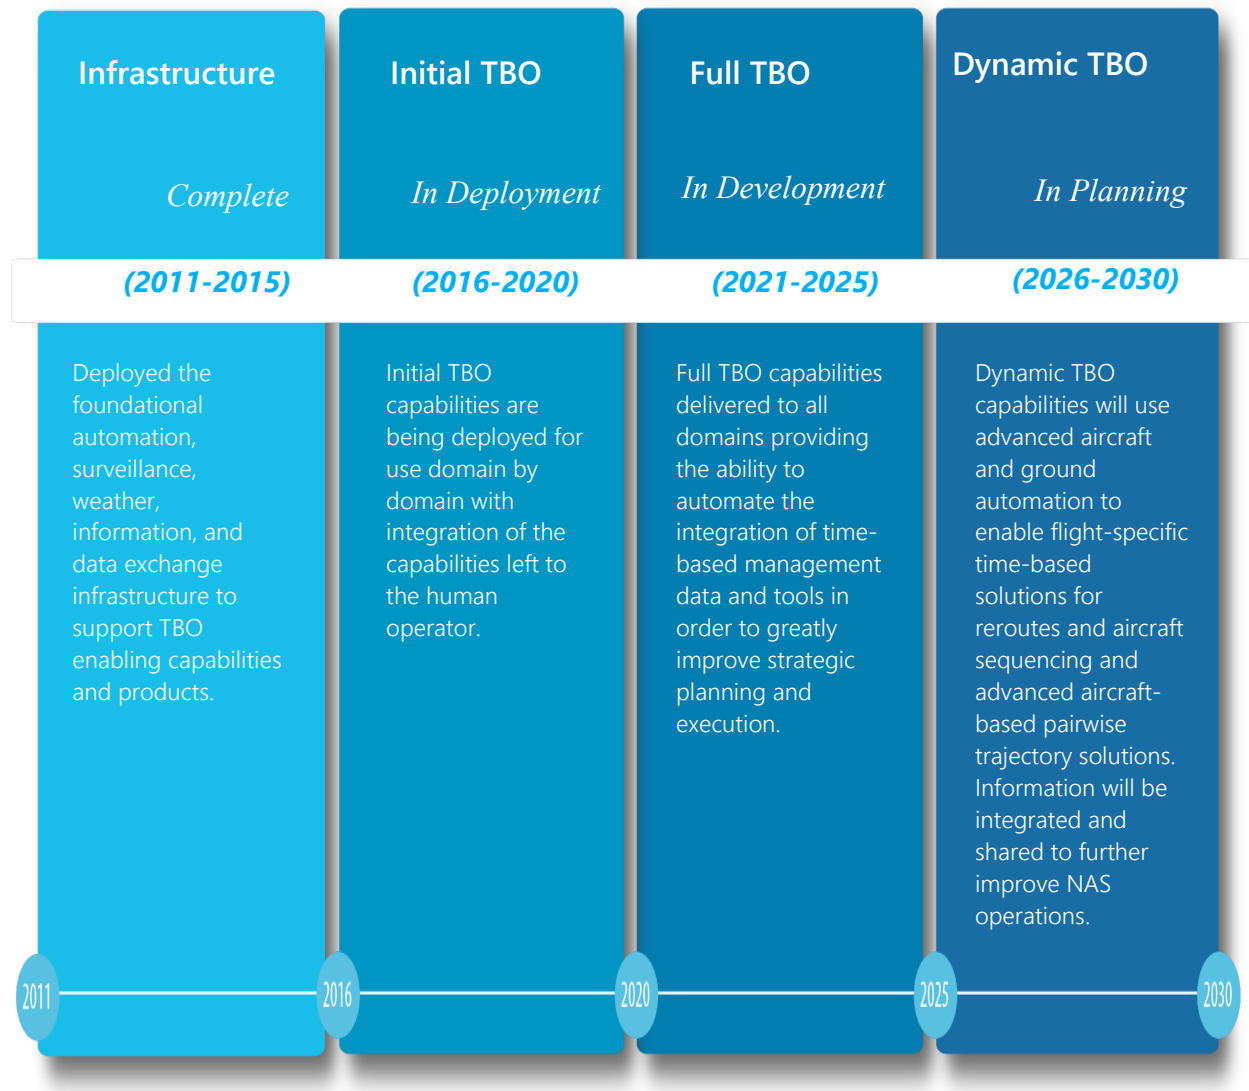 Infrastructure
Complete
(2011-2015)
Deployed the
foundational
automation,
surveillance,
weather,
information, and
data exchange
infrastructure to
support TBO
enabling capabilities
and products.
Initial TBO
In Deployment
(2016-2020)
Initial TBO
capabilities are
being deployed for
use domain by
domain with
integration of the
capabilities left to
the human
operator.
Full TBO
In Development
(2021-2025)
Full TBO capabilities
delivered to all
domains providing
the ability to
automate the
integration of time-
based management
data and tools in
order to greatly
improve strategic
planning and
execution.
Dynamic TBO
In Planning
(2026-2030)
Dynamic TBO
capabilities will use
advanced aircraft
and ground
automation to
enable flight-specific
time-based
solutions for
reroutes and aircraft
sequencing and
advanced aircraft-
based pairwise
trajectory solutions.
Information will be
integrated and
shared to further
improve NAS
operations.
2011
2016
2020
2025
2030